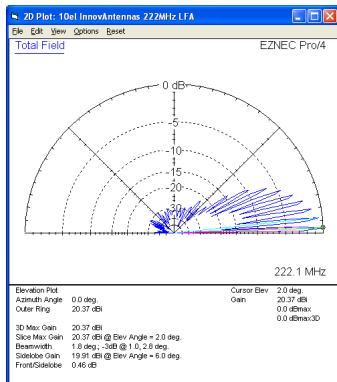 2D Plot: 10el InnovAntennas 222MHz LFA
File Edit View Options Reset
Total Field EZNEC Pro/4
0 dB
-5
-10
-15
-20
-30
222.1 MHz
Elevation Plot Cursor Elev 2.0 deg.
Azimuth Angle 0.0 deg. Gain 20.37 dBi
Outer Ring 20.37 dBi 0.0 dBmax
0.0 dBmax3D
3D Max Gain 20.37 dBi
Slice Max Gain 20.37 dBi @ Elev Angle = 2.0 deg.
Beamwidth 1.8 deg.; -3dB @ 1.0, 2.8 deg.
Sidelobe Gain 19.91 dBi @ Elev Angle = 6.0 deg.
Front/Sidelobe 0.46 dB